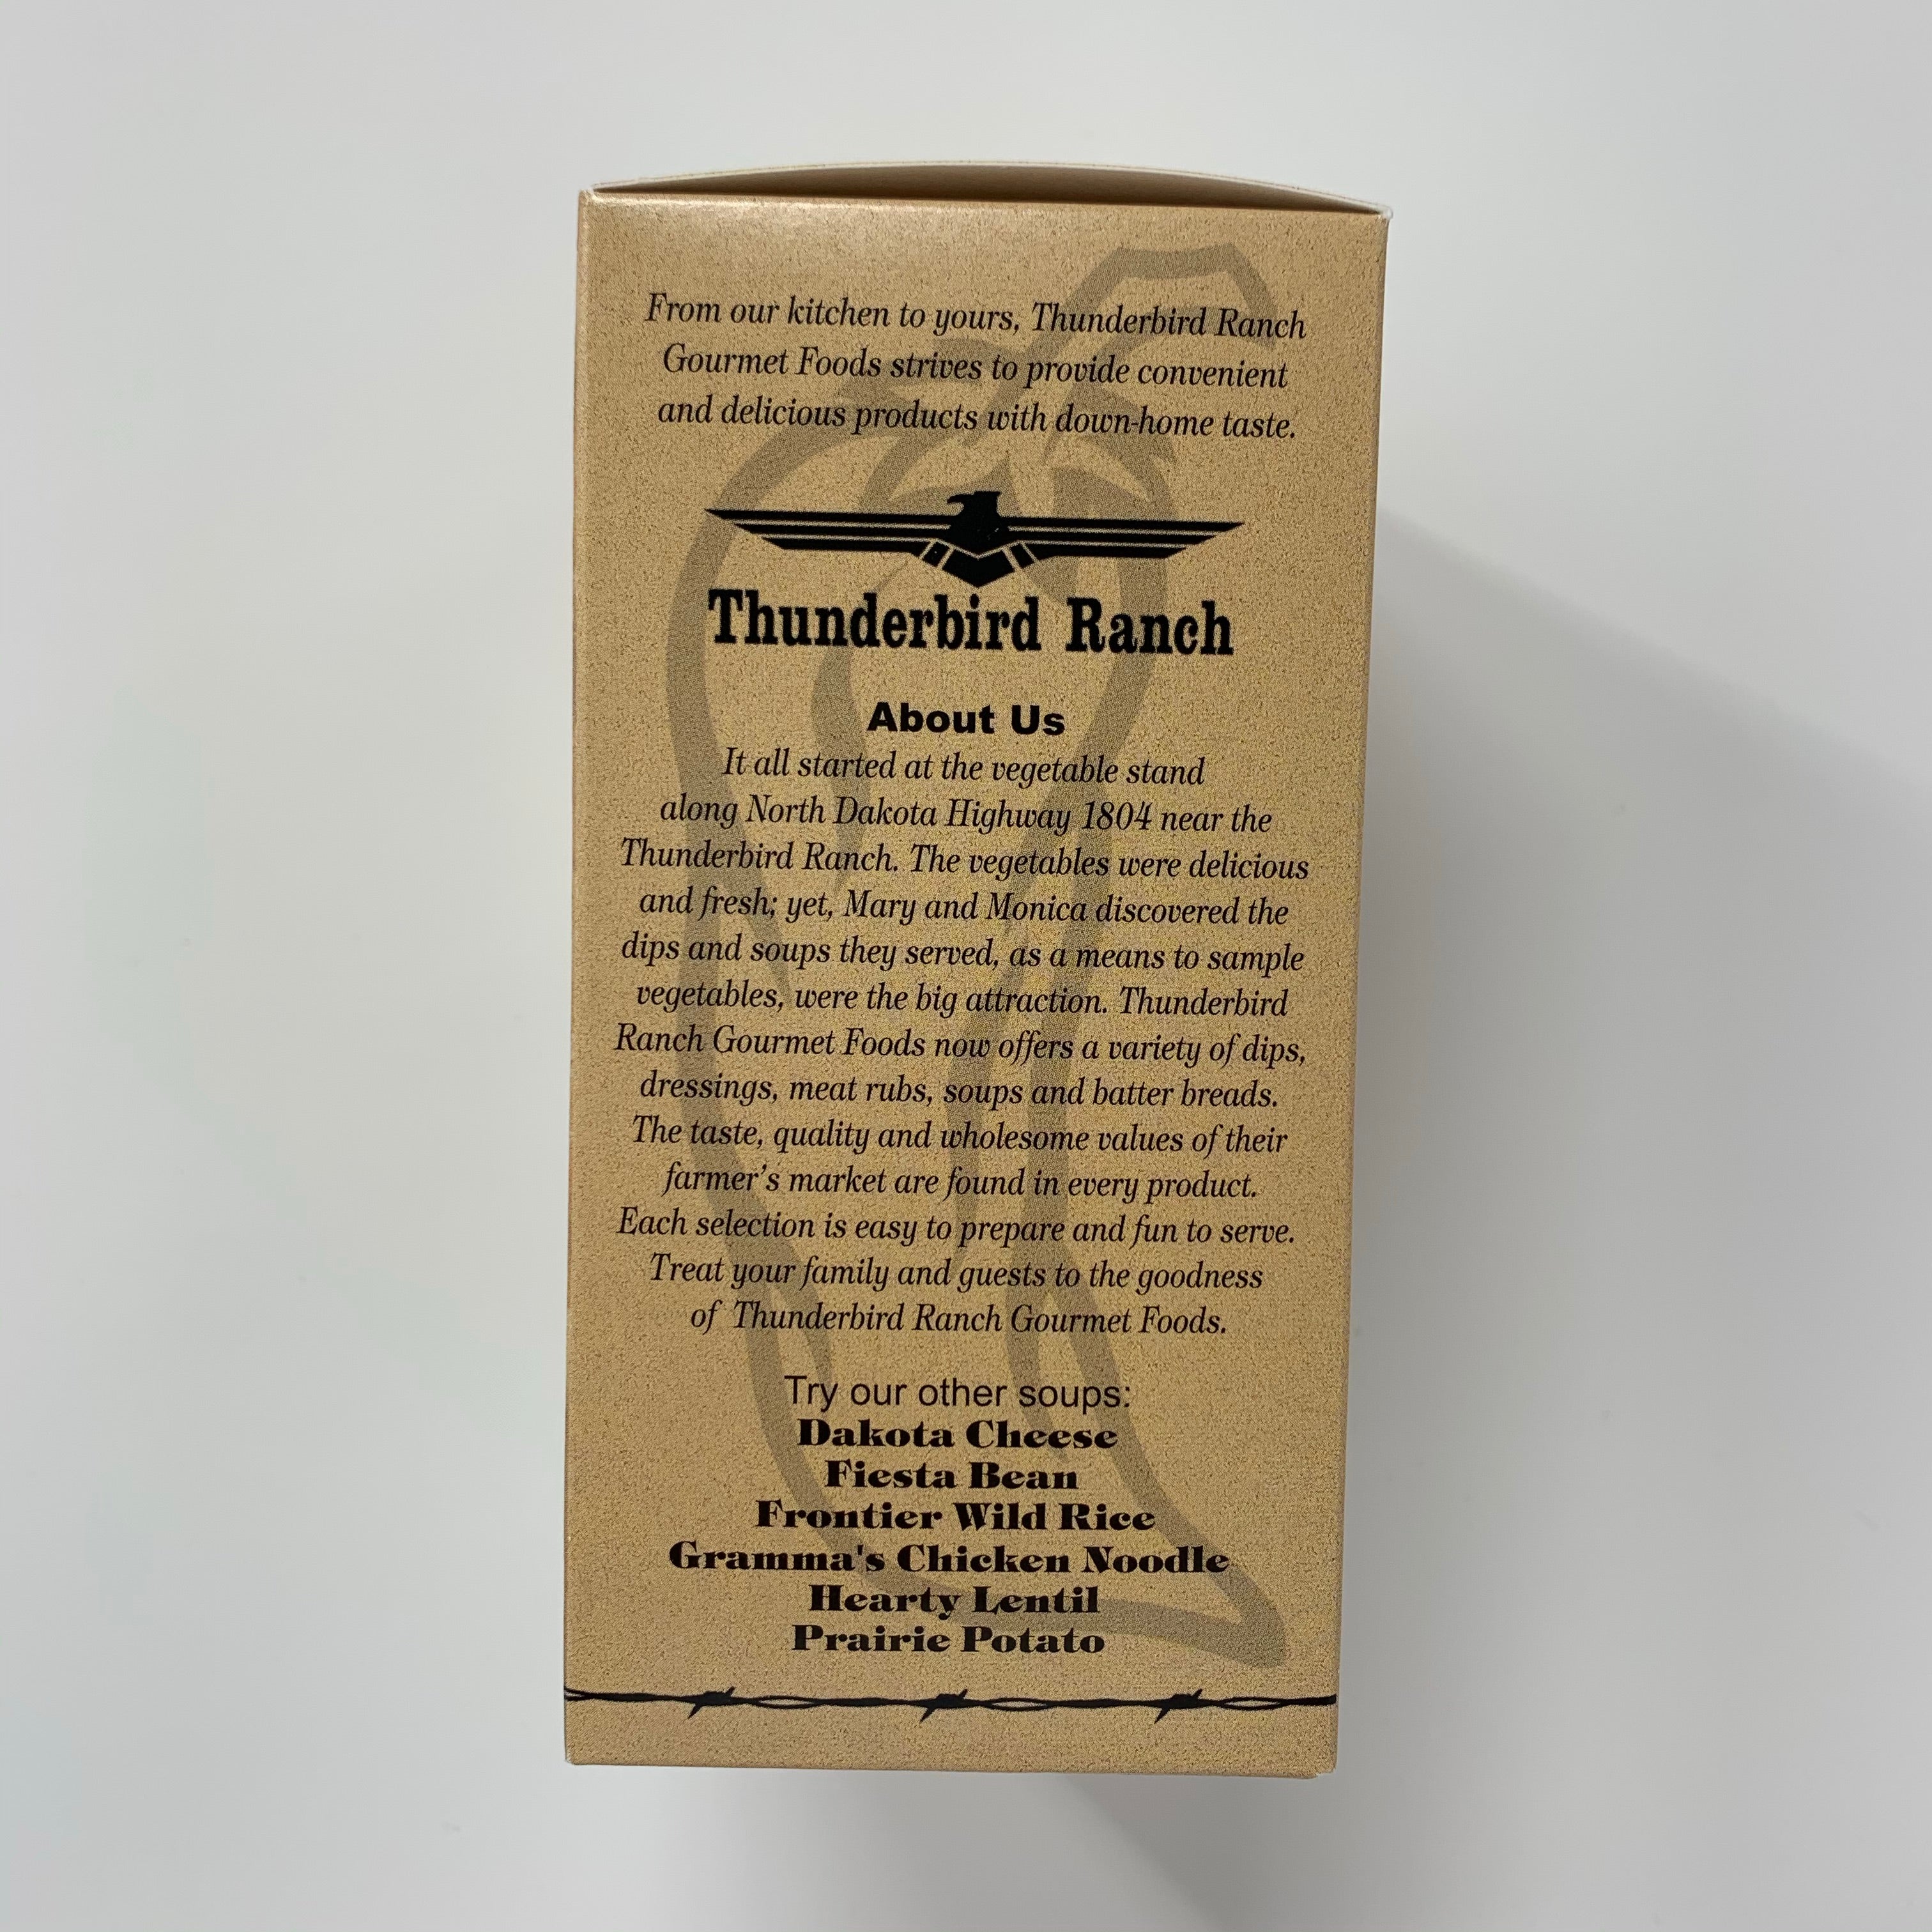 From our kitchen to yours, Thunderbird Ranch
Gourmet Foods strives to provide convenient
and delicious products with down-home taste.
Thunderbird Ranch
About Us
It all started at the vegetable stand
along North Dakota Highway 1804 near the
Thunderbird Ranch. The vegetables were delicious
and fresh; yet, Mary and Monica discovered the
dips and soups they served, as a means to sample
vegetables, were the big attraction. Thunderbird
Ranch Gourmet Foods now offers a variety of dips,
dressings, meat rubs, soups and batter breads.
The taste, quality and wholesome values of their
farmer's market are found in every product.
Each selection is easy to prepare and fun to serve.
Treat your family and guests to the goodness
of Thunderbird Ranch Gourmet Foods.
Try our other soups:
Dakota Cheese
Fiesta Bean
Frontier Wild Rice
Gramma's Chicken Noodle
Hearty Lentil
Prairie Potato